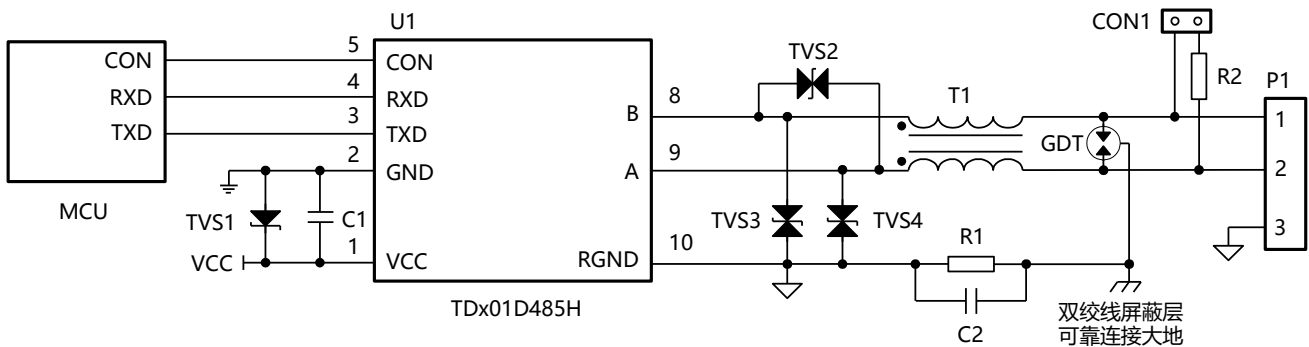 U1
CON1
TVS2
CON
5
CON
RXD
4
RXD
TXD
3
TXD
B
8
T1
R2
P1
1
GDT
2
GND
A
9
2
MCU
TVS1
C1
TVS3
TVS4
3
VCC
1
VCC
RGND
10
R1
TDx01D485H
C2
双绞线屏蔽层
可靠连接大地